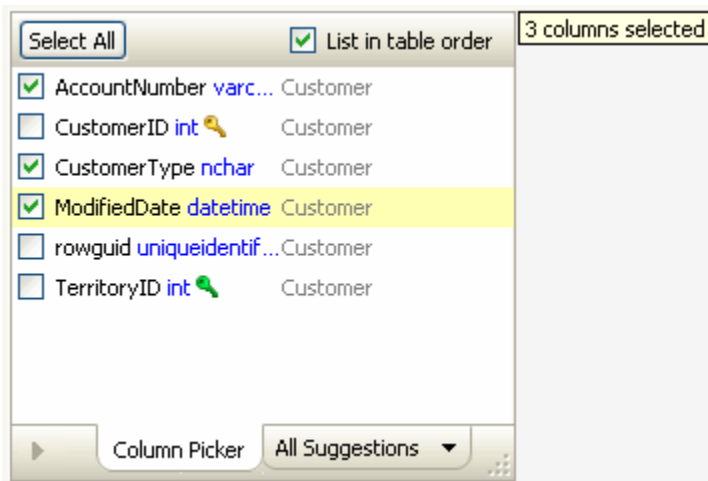 Select All List in table order 3 columns selected
AccountNumber varc... Customer
CustomerID int Customer
CustomerType nchar Customer
ModifiedDate datetime Customer
rowguid uniqueidentif... Customer
TerritoryID int Customer
Column Picker All Suggestions